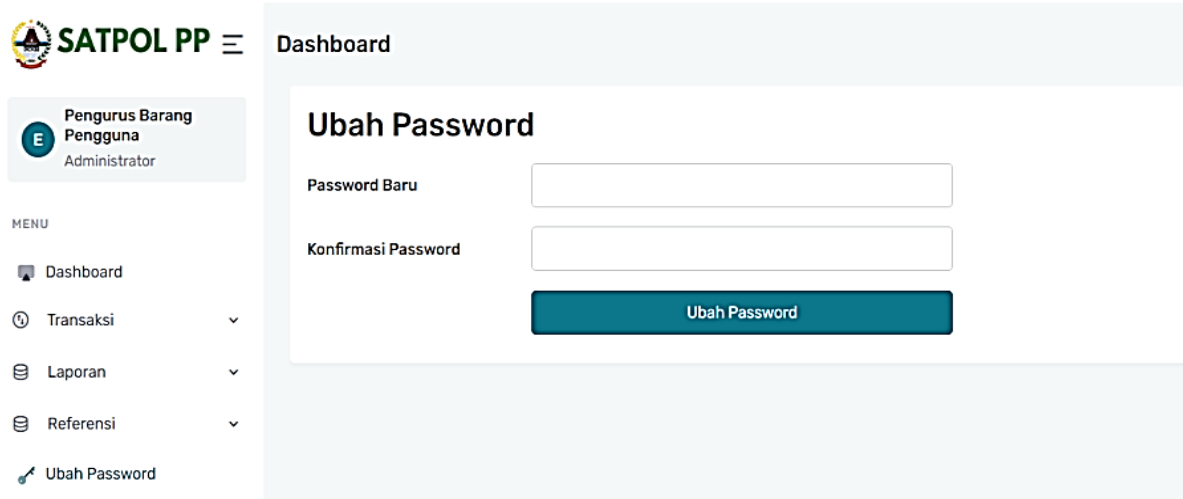 SATPOL PP
Dashboard
E
Pengurus Barang
Pengguna
Administrator
MENU
Dashboard
Transaksi
Laporan
Referensi
Ubah Password
Ubah Password
Password Baru
Konfirmasi Password
Ubah Password